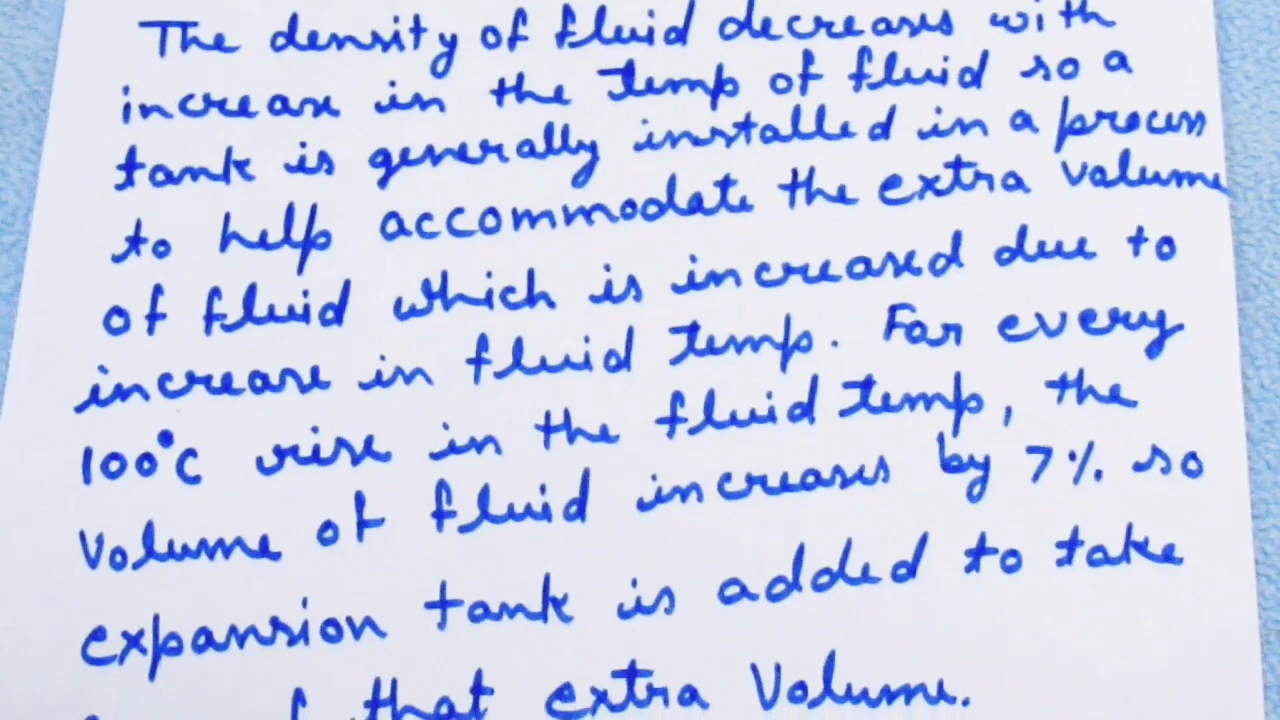 The density of fluid decreases with
increase in the temp of fluid so a
tank is generally installed in a process
to help accommodate the extra volume
of fluid which is increased due to
increase in fluid temp. For every
100°C rise in the fluid temp, the
Volume of fluid increases by 7% so
expansion tank is added to take
that extra Volume.